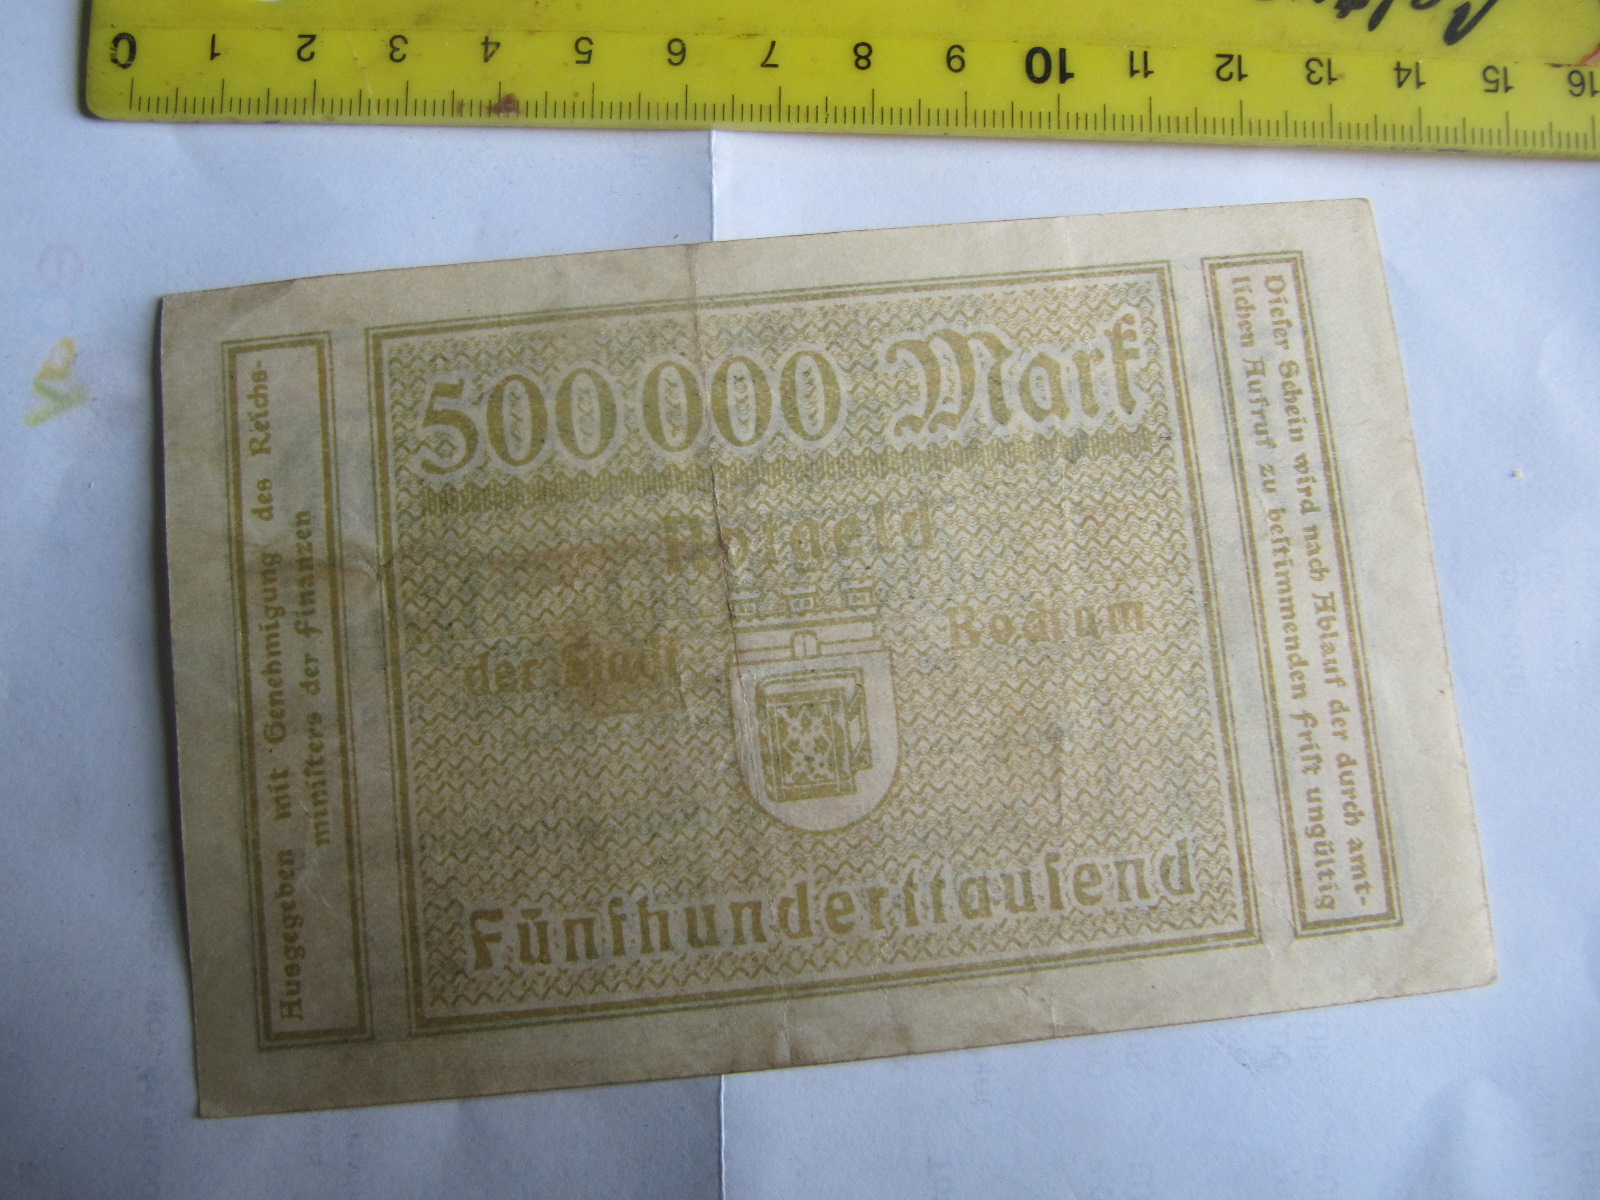 0 1 2 3 4 5 6 7 8 9 10 11 12 13 14 15 16
Ausgegeben mit Genehmigung des Reichs-
ministers der Finanzen
500000 Mark
Notgeld
der Stadt Bochum
Fünfhunderttausend
Dieser Schein wird nach Ablauf der durch amt-
lichen Aufruf zu bestimmenden Frist ungültig